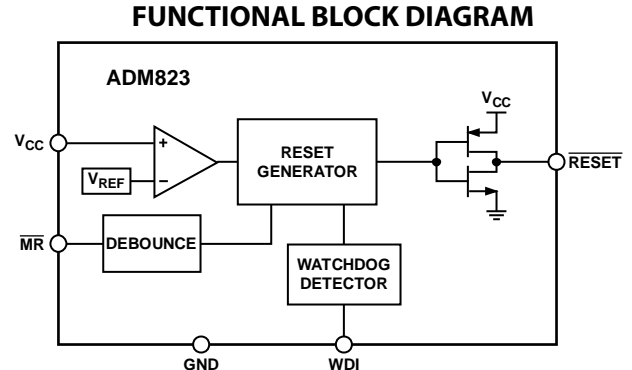 FUNCTIONAL BLOCK DIAGRAM
ADM823
VCC
VCC
+
RESET
GENERATOR
RESET
VREF
–
MR
DEBOUNCE
WATCHDOG
DETECTOR
GND
WDI